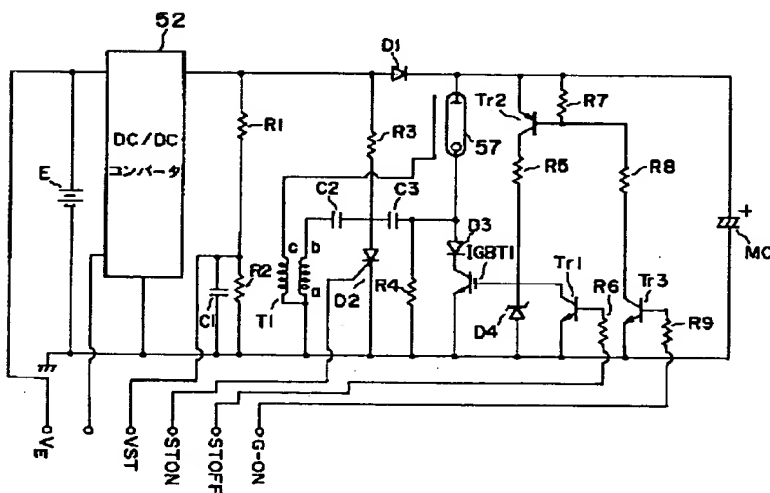 52
D1
Tr2
R7
R1
DC/DC
コンバータ
R3
57
R5
R8
E
C2
C3
+
MC
D3
IGBT1
c
b
Tr1
R6
Tr3
R2
a
R4
R9
C1
T1
D2
D4
VE
VST
STON
STOFF
G-ON